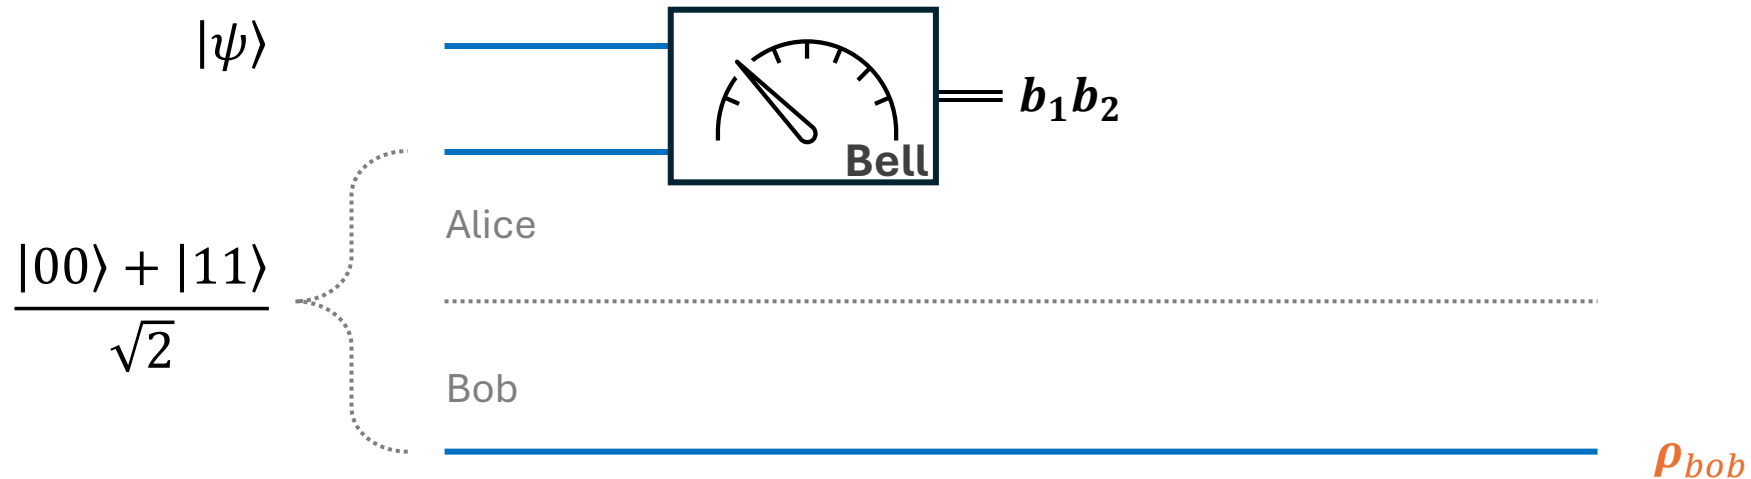 |ψ⟩
b₁b₂
Bell
Alice
|00⟩ + |11⟩
√2
Bob
ρ_bob